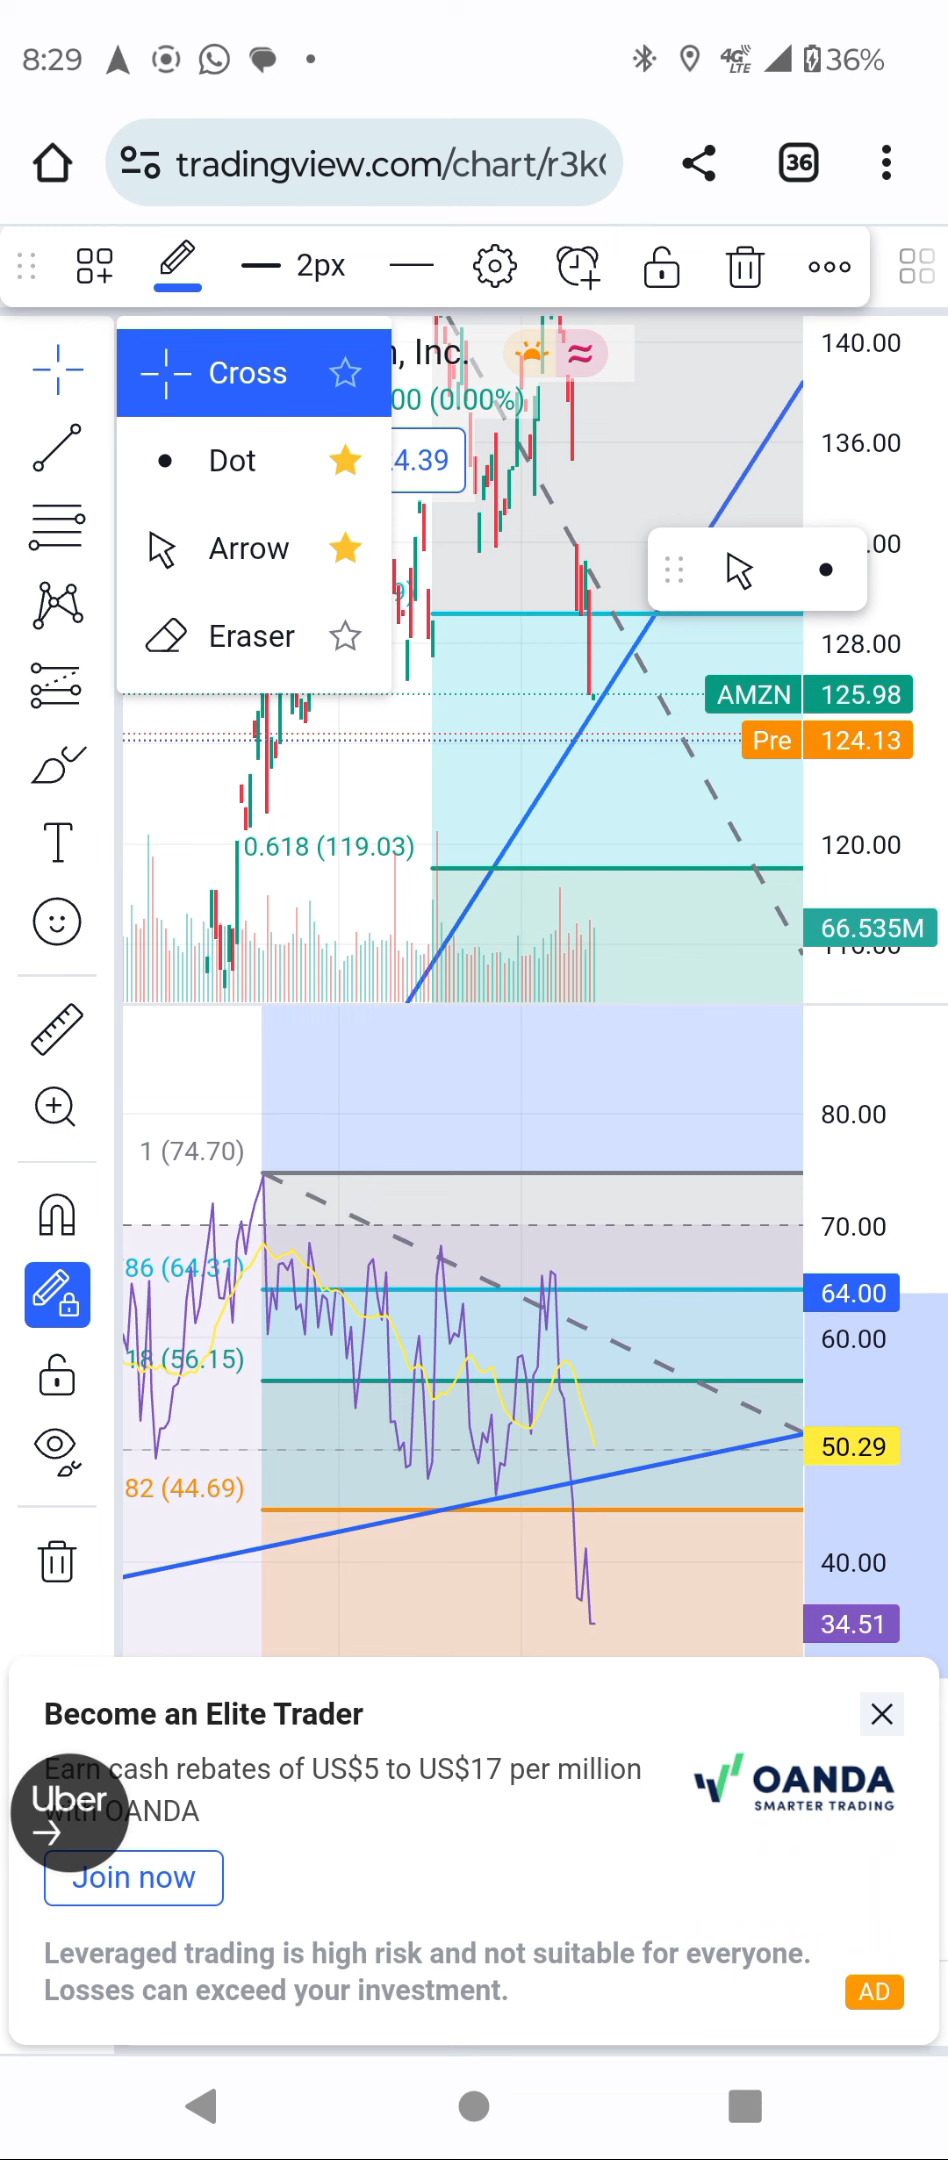 8:29
4G LTE
36%
tradingview.com/chart/r3k
36
2px
Cross
n, Inc.
00 (0.00%)
Dot
4.39
Arrow
Eraser
140.00
136.00
.00
128.00
AMZN 125.98
Pre 124.13
0.618 (119.03)
120.00
66.535M
116.00
80.00
1 (74.70)
70.00
86 (64.31)
64.00
60.00
18 (56.15)
50.29
82 (44.69)
40.00
34.51
Become an Elite Trader
Earn cash rebates of US$5 to US$17 per million
with OANDA
OANDA
SMARTER TRADING
Uber
Join now
Leveraged trading is high risk and not suitable for everyone.
Losses can exceed your investment.
AD